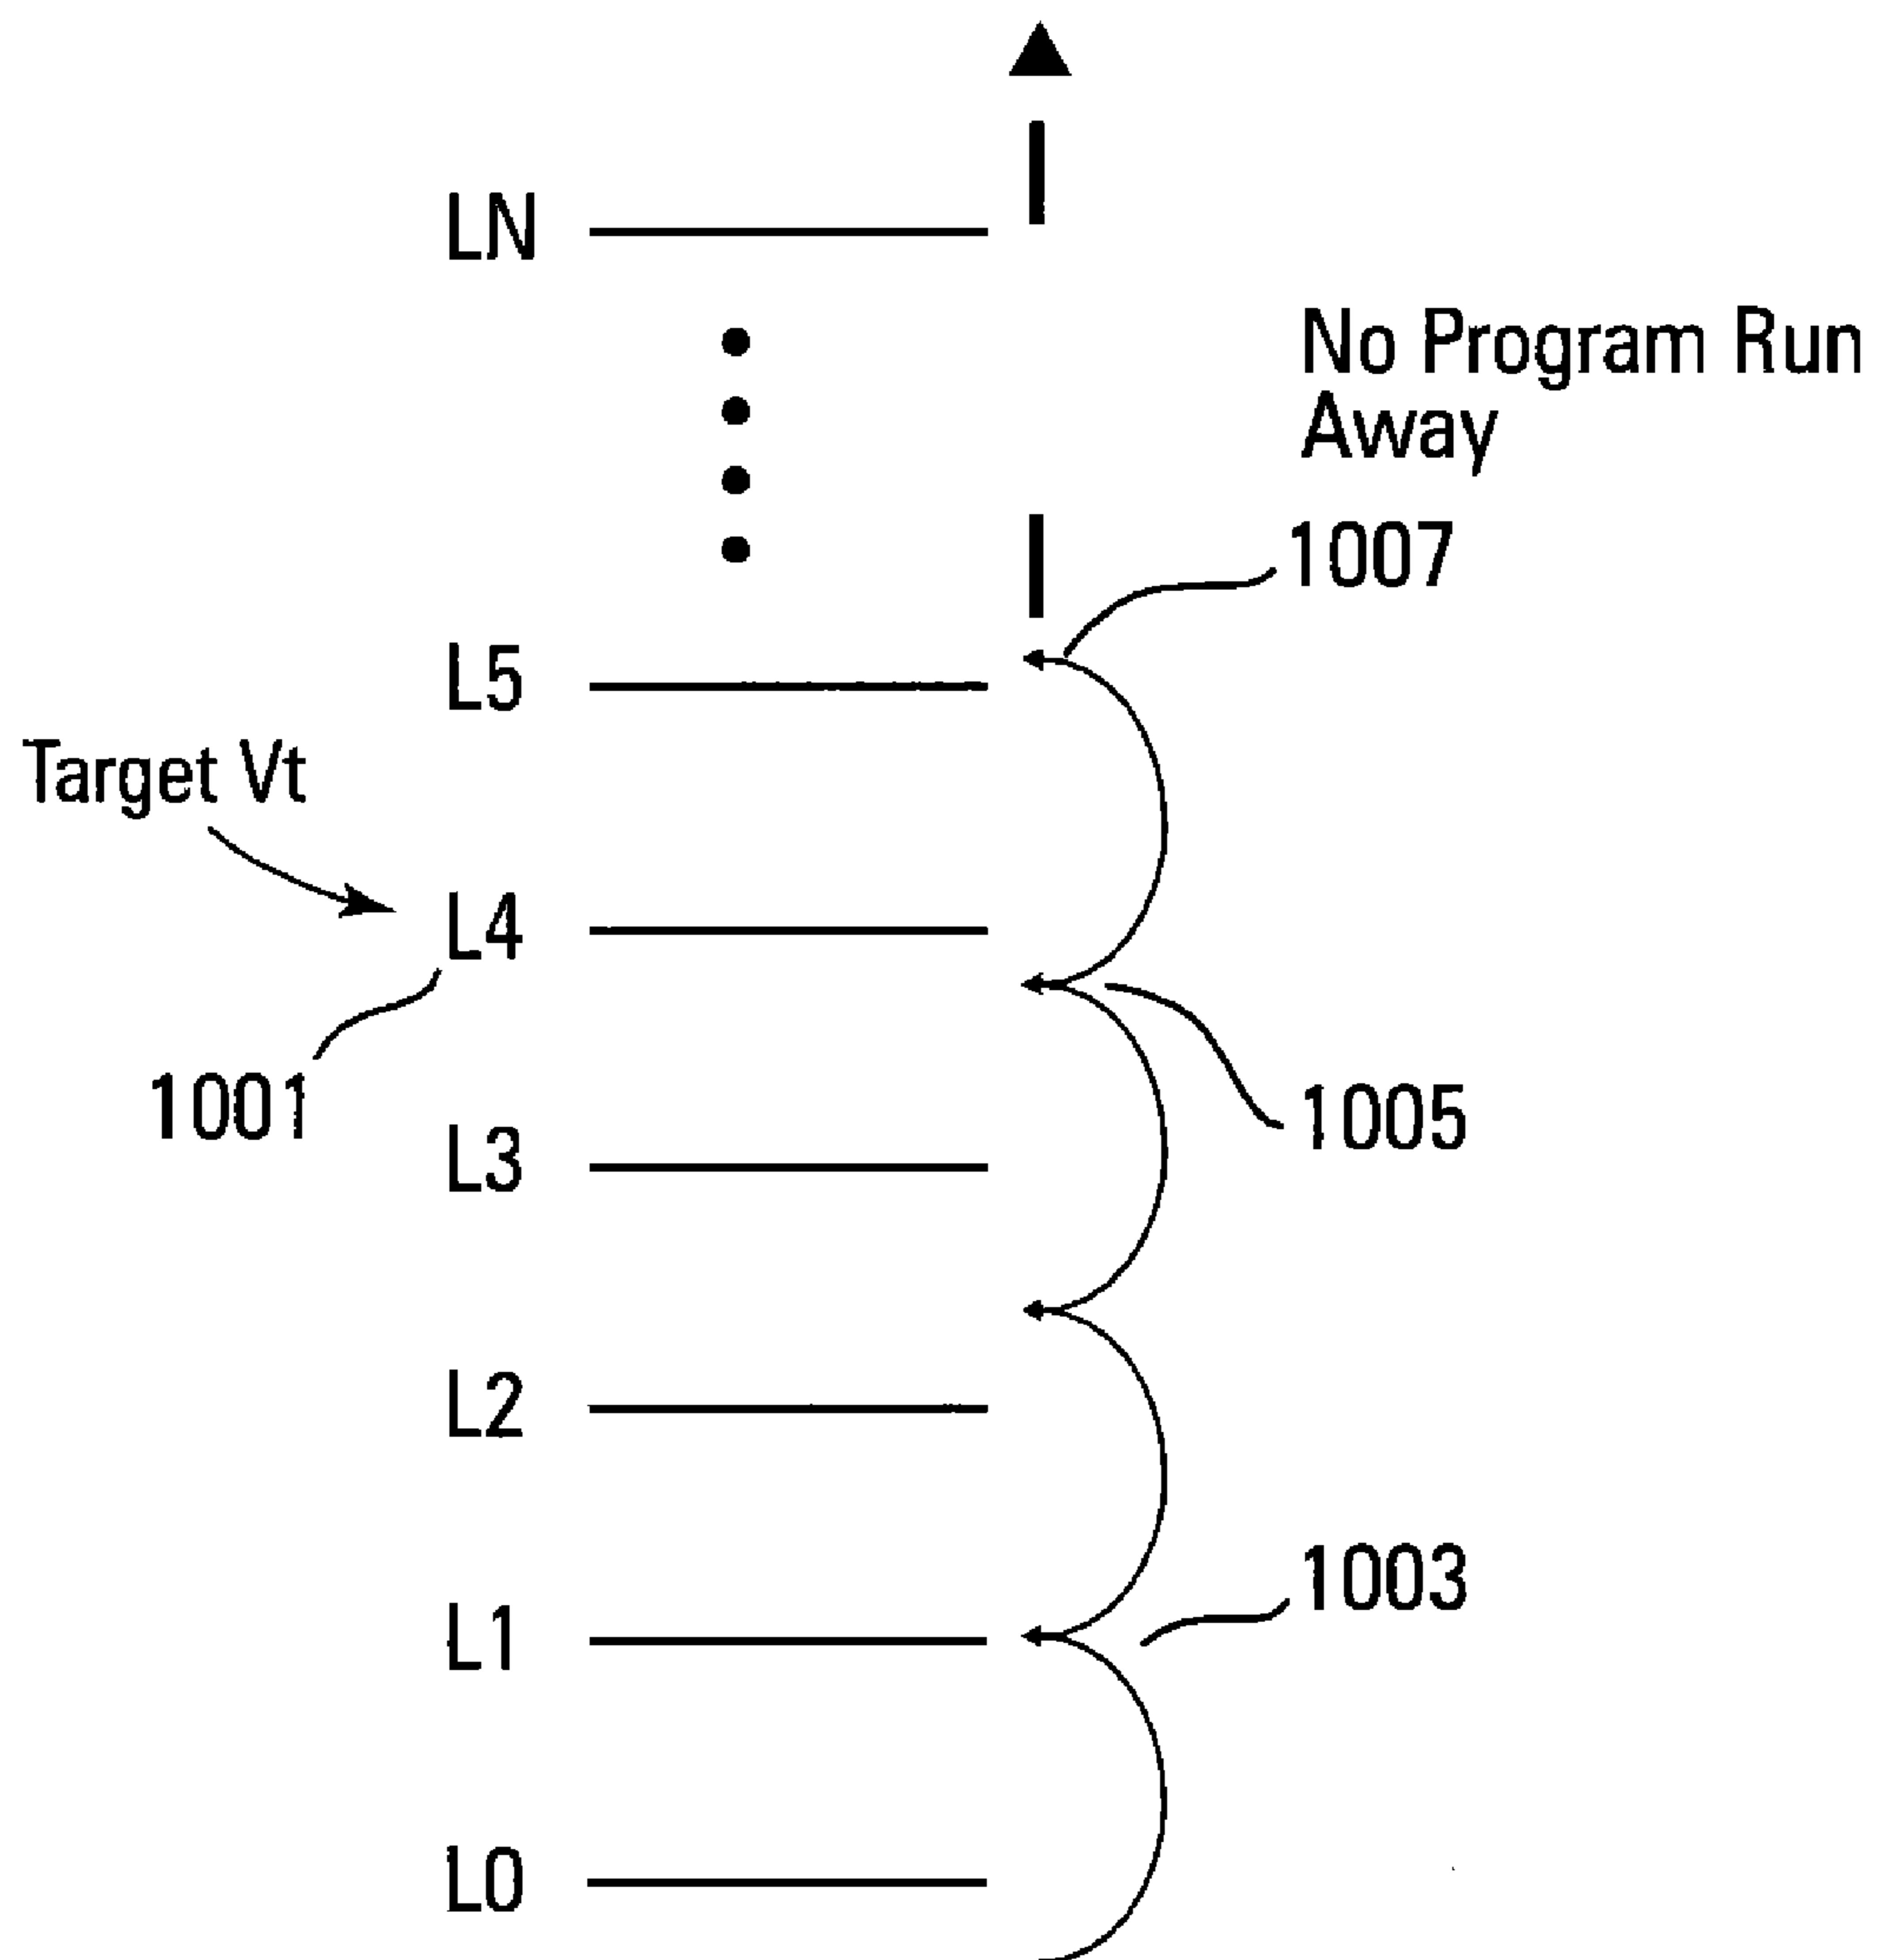 LN
No Program Run
Away
1007
L5
Target Vt
L4
1001
1005
L3
L2
1003
L1
L0